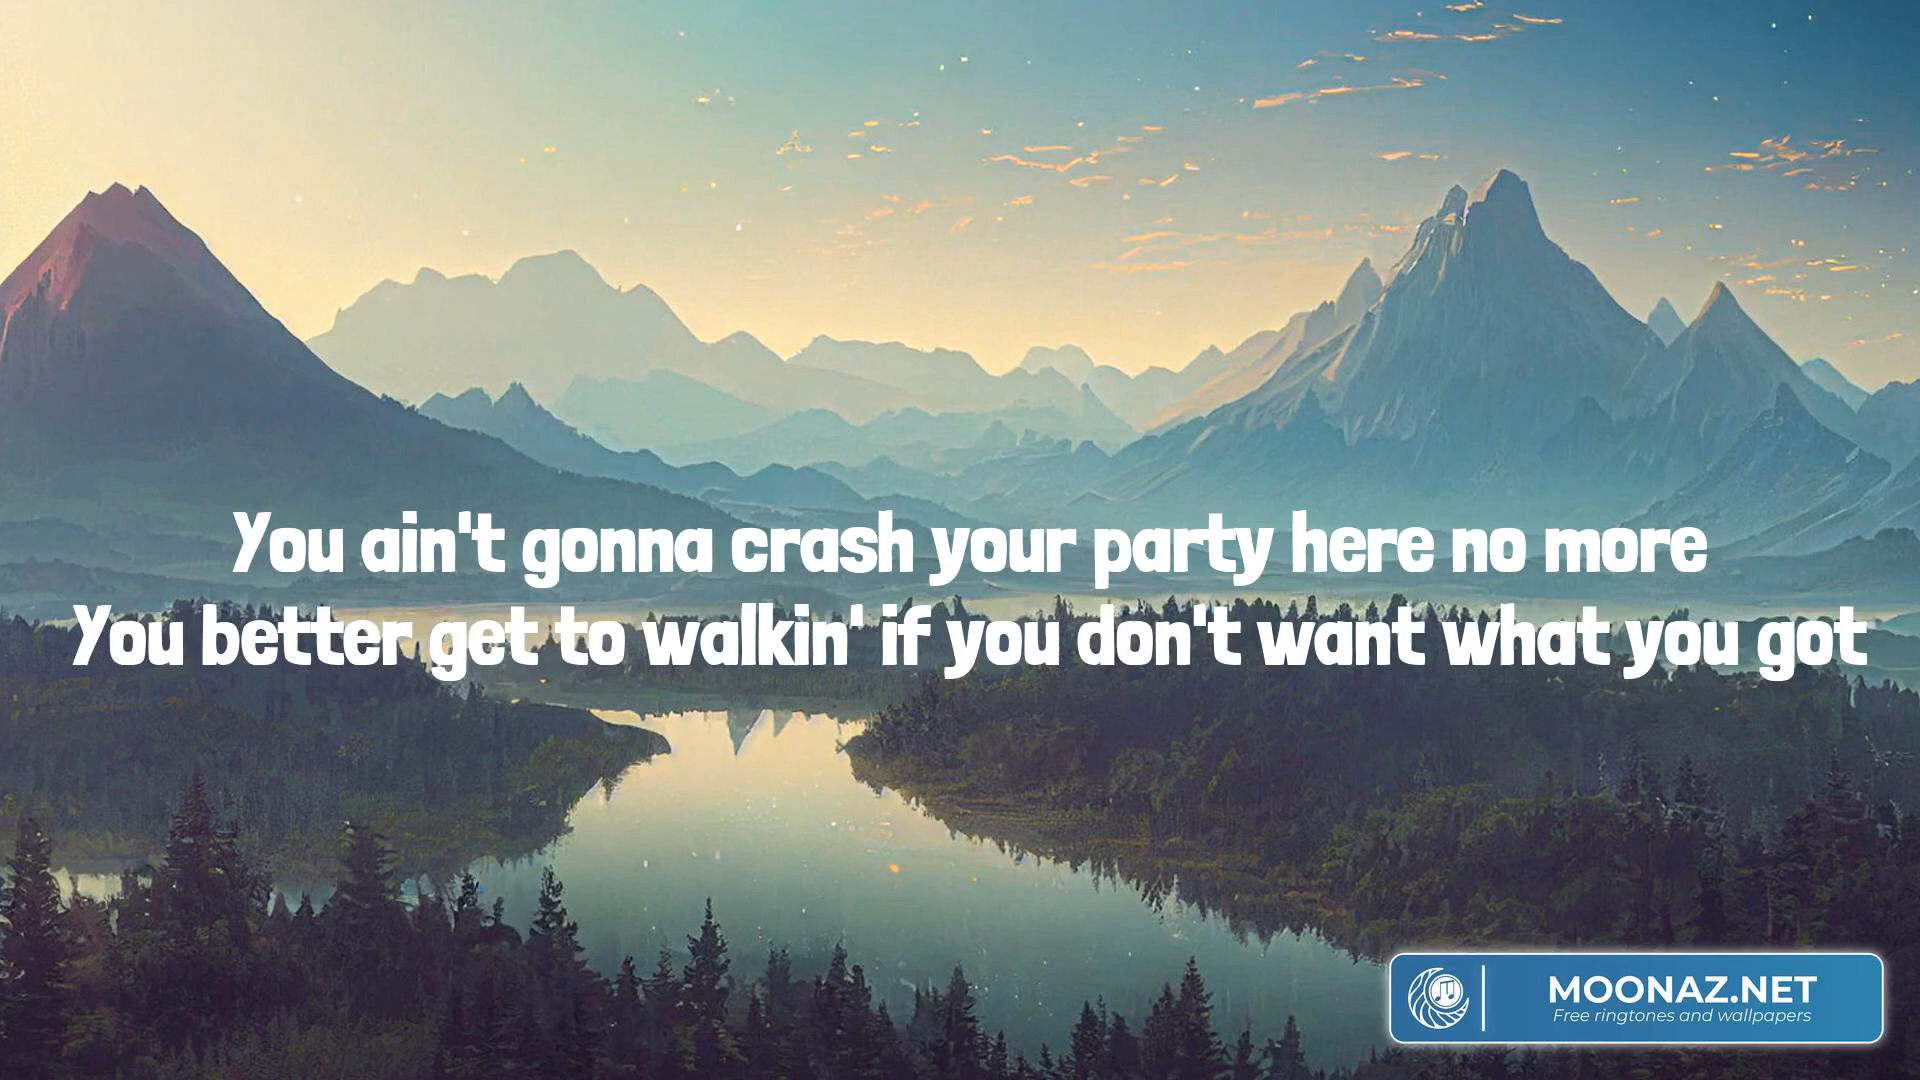 You ain't gonna crash your party here no more
You better get to walkin' if you don't want what you got
MOONAZ.NET
Free ringtones and wallpapers